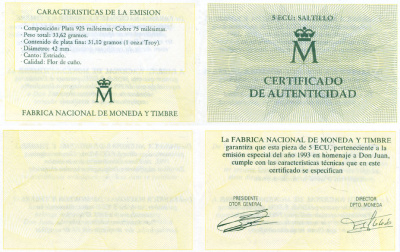 CARACTERISTICAS DE LA EMISION
· Composición: Plata 925 milésimas; Cobre 75 milésimas.
· Peso total: 33,62 gramos.
· Contenido de plata fina: 31,10 gramos (1 onza Troy).
· Diámetro: 42 mm.
· Canto: Estriado.
· Calidad: Flor de cuño.
M
FABRICA NACIONAL DE MONEDA Y TIMBRE
5 ECU: SALTILLO
M
CERTIFICADO
DE AUTENTICIDAD
La FABRICA NACIONAL DE MONEDA Y TIMBRE
garantiza que esta pieza de 5 ECU, perteneciente a la
emisión especial del año 1993 en homenaje a Don Juan,
cumple con las características técnicas que en este
certificado se especifican
PRESIDENTE
DTOR. GENERAL
DIRECTOR
DPTO. MONEDA